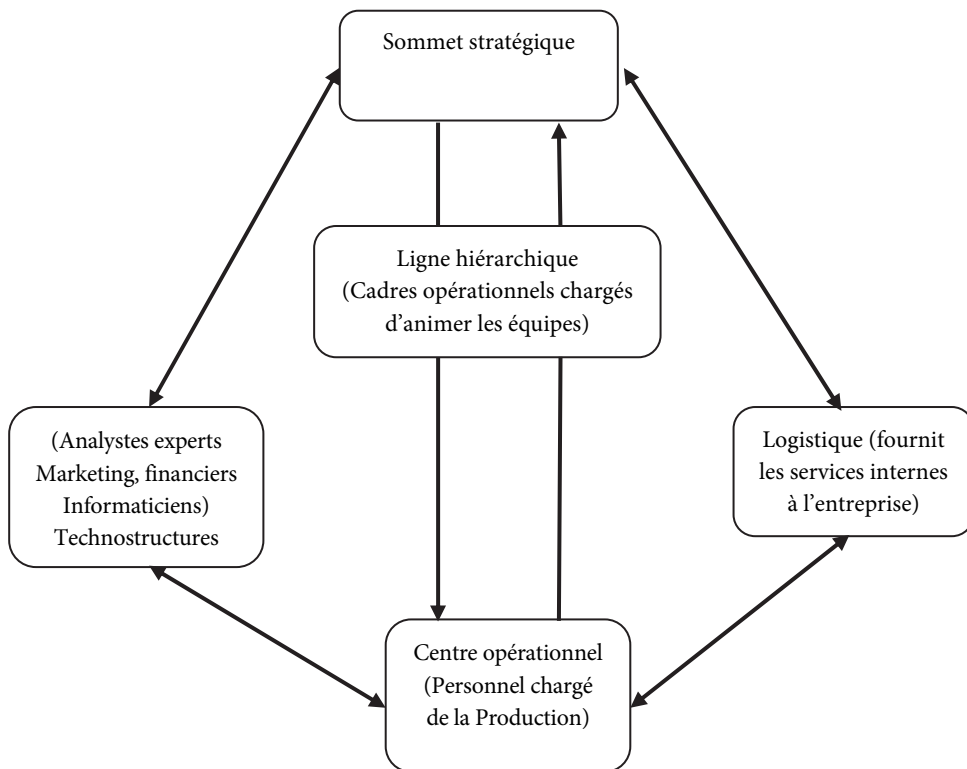 Sommet stratégique
Ligne hiérarchique
(Cadres opérationnels chargés
d'animer les équipes)
(Analystes experts
Marketing, financiers
Informaticiens)
Technostructures
Logistique (fournit
les services internes
à l'entreprise)
Centre opérationnel
(Personnel chargé
de la Production)